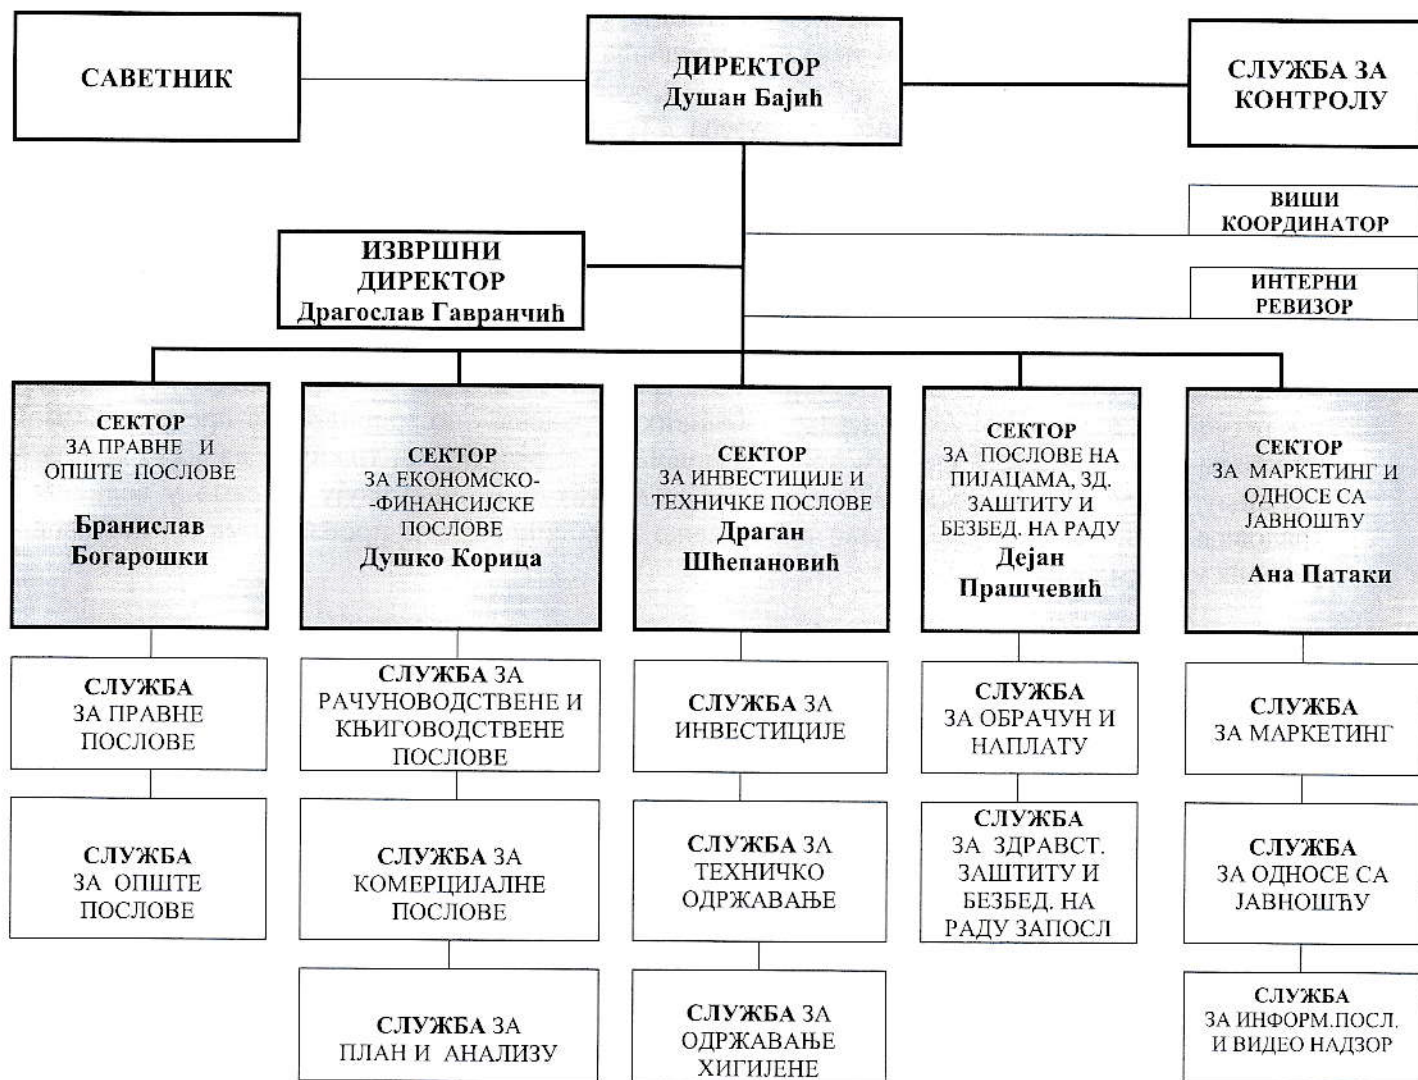 САВЕТНИК
ДИРЕКТОР
Душан Бајић
СЛУЖБА ЗА
КОНТРОЛУ
ВИШИ
КООРДИНАТОР
ИЗВРШНИ
ДИРЕКТОР
Драгослав Гавранчић
ИНТЕРНИ
РЕВИЗОР
СЕКТОР
ЗА ПРАВНЕ И
ОПШТЕ ПОСЛОВЕ
Бранислав
Богарошки
СЕКТОР
ЗА ЕКОНОМСКО-
-ФИНАНСИЈСКЕ
ПОСЛОВЕ
Душко Корица
СЕКТОР
ЗА ИНВЕСТИЦИЈЕ И
ТЕХНИЧКЕ ПОСЛОВЕ
Драган
Шћепановић
СЕКТОР
ЗА ПОСЛОВЕ НА
ПИЈАЦАМА, ЗД.
ЗАШТИТУ И
БЕЗБЕД. НА РАДУ
Дејан
Прашчевић
СЕКТОР
ЗА МАРКЕТИНГ И
ОДНОСЕ СА
ЈАВНОШЋУ
Ана Патаки
СЛУЖБА
ЗА ПРАВНЕ
ПОСЛОВЕ
СЛУЖБА ЗА
РАЧУНОВОДСТВЕНЕ И
КЊИГОВОДСТВЕНЕ
ПОСЛОВЕ
СЛУЖБА ЗА
ИНВЕСТИЦИЈЕ
СЛУЖБА
ЗА ОБРАЧУН И
НАПЛАТУ
СЛУЖБА
ЗА МАРКЕТИНГ
СЛУЖБА
ЗА ОПШТЕ
ПОСЛОВЕ
СЛУЖБА ЗА
КОМЕРЦИЈАЛНЕ
ПОСЛОВЕ
СЛУЖБА ЗА
ТЕХНИЧКО
ОДРЖАВАЊЕ
СЛУЖБА
ЗА ЗДРАВСТ.
ЗАШТИТУ И
БЕЗБЕД. НА
РАДУ ЗАПОСЛ
СЛУЖБА
ЗА ОДНОСЕ СА
ЈАВНОШЋУ
СЛУЖБА ЗА
ПЛАН И АНАЛИЗУ
СЛУЖБА ЗА
ОДРЖАВАЊЕ
ХИГИЈЕНЕ
СЛУЖБА
ЗА ИНФОРМ.ПОСЛ.
И ВИДЕО НАДЗОР